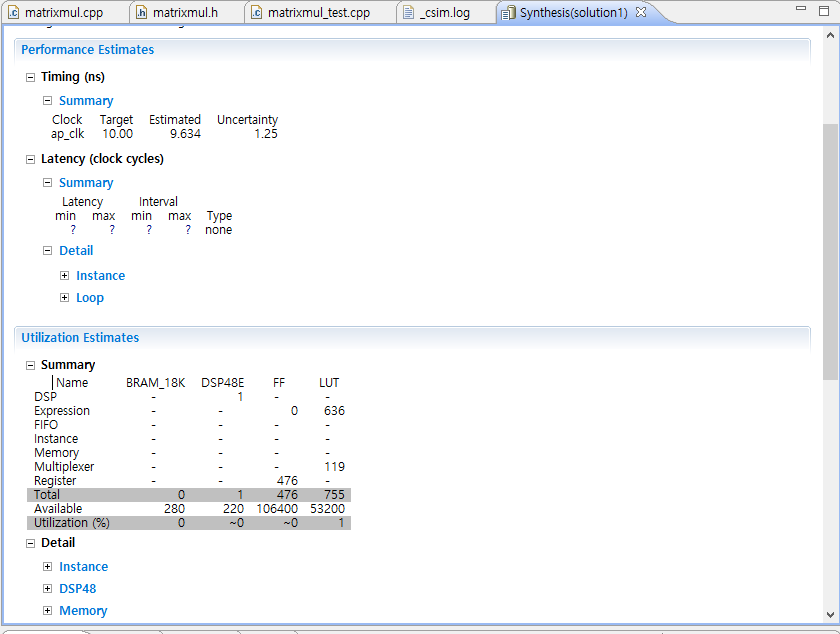 matrixmul.cpp matrixmul.h matrixmul_test.cpp _csim.log Synthesis(solution1)
Performance Estimates
Timing (ns)
Summary
Clock Target Estimated Uncertainty
ap_clk 10.00 9.634 1.25
Latency (clock cycles)
Summary
Latency Interval
min max min max Type
? ? ? ? none
Detail
Instance
Loop
Utilization Estimates
Summary
Name BRAM_18K DSP48E FF LUT
DSP - 1 - -
Expression - - 0 636
FIFO - - - -
Instance - - - -
Memory - - - -
Multiplexer - - - 119
Register - - 476 -
Total 0 1 476 755
Available 280 220 106400 53200
Utilization (%) 0 ~0 ~0 1
Detail
Instance
DSP48
Memory